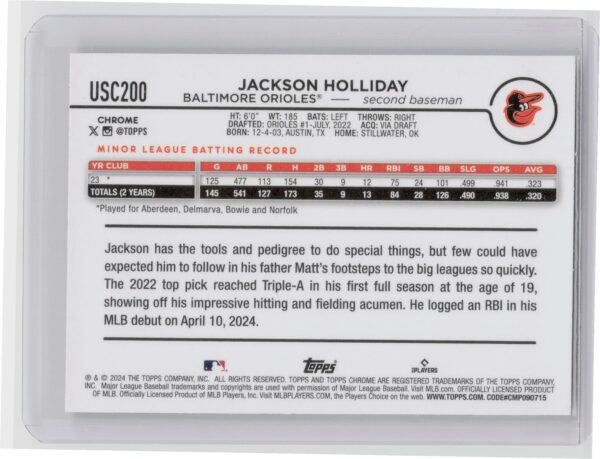 USC200
JACKSON HOLLIDAY
BALTIMORE ORIOLES® — second baseman
CHROME
@TOPPS
HT: 6'0" WT: 185 BATS: LEFT THROWS: RIGHT
DRAFTED: ORIOLES #1-JULY, 2022 ACQ: VIA DRAFT
BORN: 12-4-03, AUSTIN, TX HOME: STILLWATER, OK
MINOR LEAGUE BATTING RECORD
YR CLUB G AB R H 2B 3B HR RBI SB BB SLG OPS AVG
23 * 125 477 113 154 30 9 12 75 24 101 .499 .941 .323
TOTALS (2 YEARS) 145 541 127 173 35 9 13 84 28 126 .490 .938 .320
*Played for Aberdeen, Delmarva, Bowie and Norfolk
Jackson has the tools and pedigree to do special things, but few could have
expected him to follow in his father Matt's footsteps to the big leagues so quickly.
The 2022 top pick reached Triple-A in his first full season at the age of 19,
showing off his impressive hitting and fielding acumen. He logged an RBI in his
MLB debut on April 10, 2024.
Topps
PLAYERS
® & © 2024 THE TOPPS COMPANY, INC. ALL RIGHTS RESERVED. TOPPS AND TOPPS CHROME ARE REGISTERED TRADEMARKS OF THE TOPPS COMPANY,
INC. Major League Baseball trademarks and copyrights are used with permission of Major League Baseball. Visit MLB.com. OFFICIALLY LICENSED PRODUCT
OF MLB. Officially Licensed Product of MLB Players, Inc. Visit MLBPLAYERS.COM, the Players Choice on the web. WWW.TOPPS.COM. CODE#CMP090715